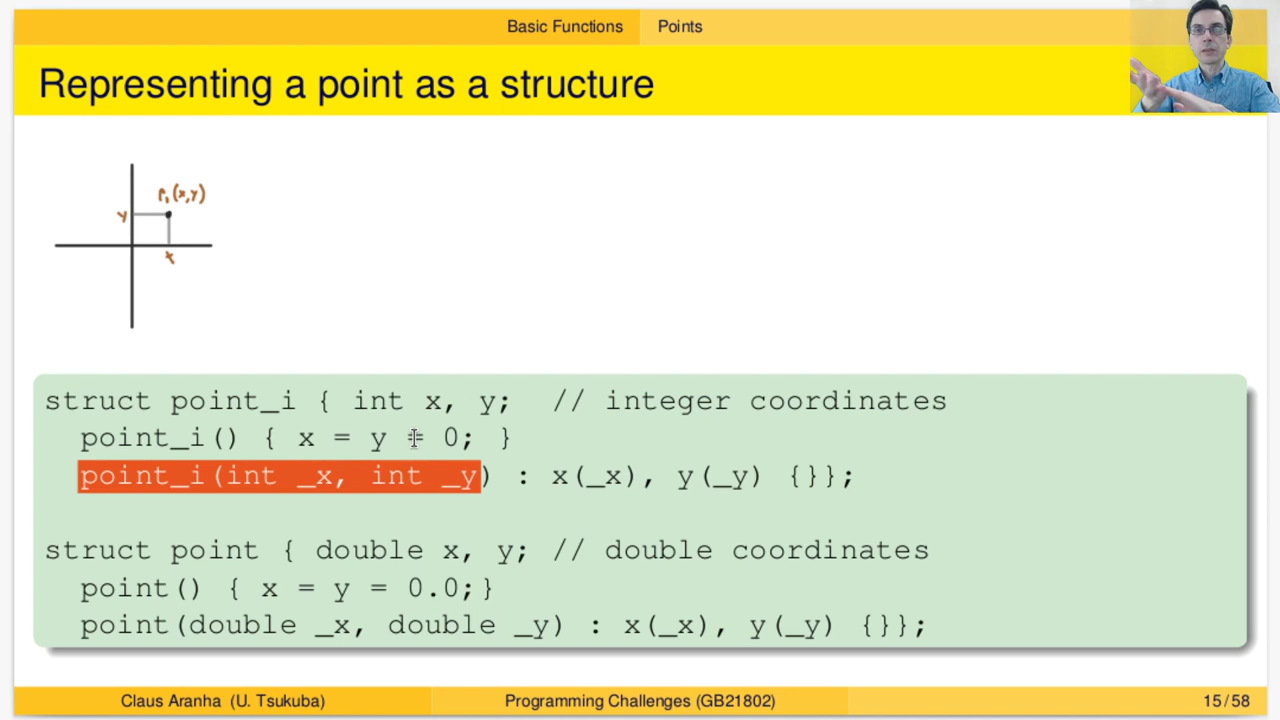 Basic Functions Points
Representing a point as a structure
(x,y)
y
x
struct point_i { int x, y; // integer coordinates
point_i() { x = y = 0; }
point_i(int _x, int _y) : x(_x), y(_y) {}};
struct point { double x, y; // double coordinates
point() { x = y = 0.0;}
point(double _x, double _y) : x(_x), y(_y) {}};
Claus Aranha (U. Tsukuba) Programming Challenges (GB21802) 15/58